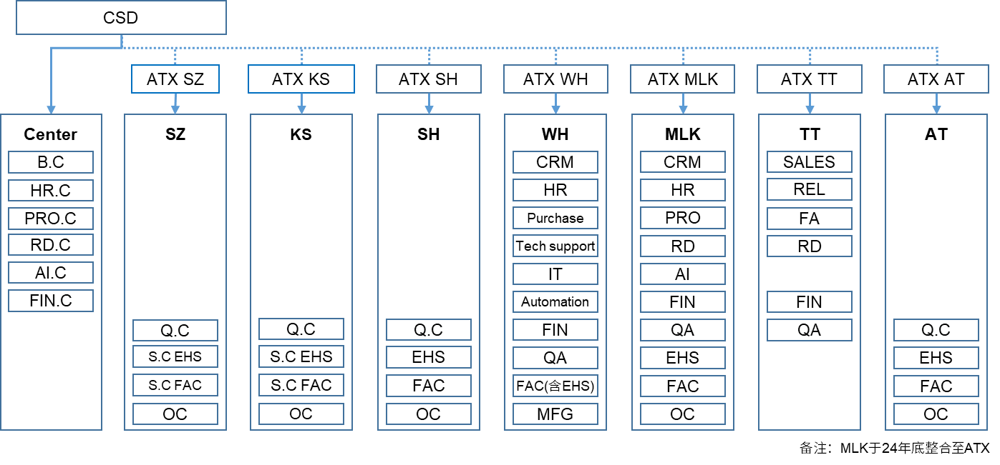 CSD
ATX SZ
ATX KS
ATX SH
ATX WH
ATX MLK
ATX TT
ATX AT
Center
B.C
HR.C
PRO.C
RD.C
AI.C
FIN.C
SZ
Q.C
S.C EHS
S.C FAC
OC
KS
Q.C
S.C EHS
S.C FAC
OC
SH
Q.C
EHS
FAC
OC
WH
CRM
HR
Purchase
Tech support
IT
Automation
FIN
QA
FAC(含EHS)
MFG
MLK
CRM
HR
PRO
RD
AI
FIN
QA
EHS
FAC
OC
TT
SALES
REL
FA
RD
FIN
QA
AT
Q.C
EHS
FAC
OC
备注：MLK于24年底整合至ATX